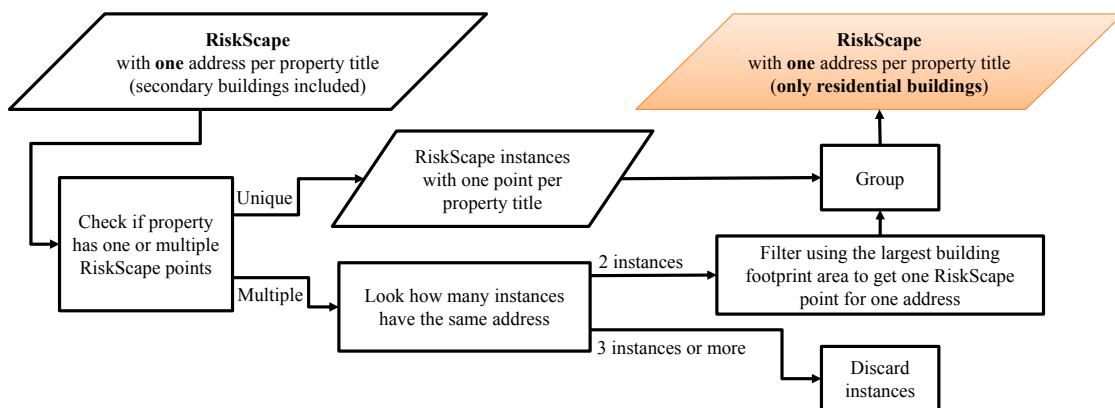 RiskScape
with one address per property title
(secondary buildings included)
RiskScape
with one address per property title
(only residential buildings)
RiskScape instances
with one point per
property title
Group
Unique
Check if property
has one or multiple
RiskScape points
Multiple
Look how many instances
have the same address
2 instances
Filter using the largest building
footprint area to get one RiskScape
point for one address
3 instances or more
Discard
instances